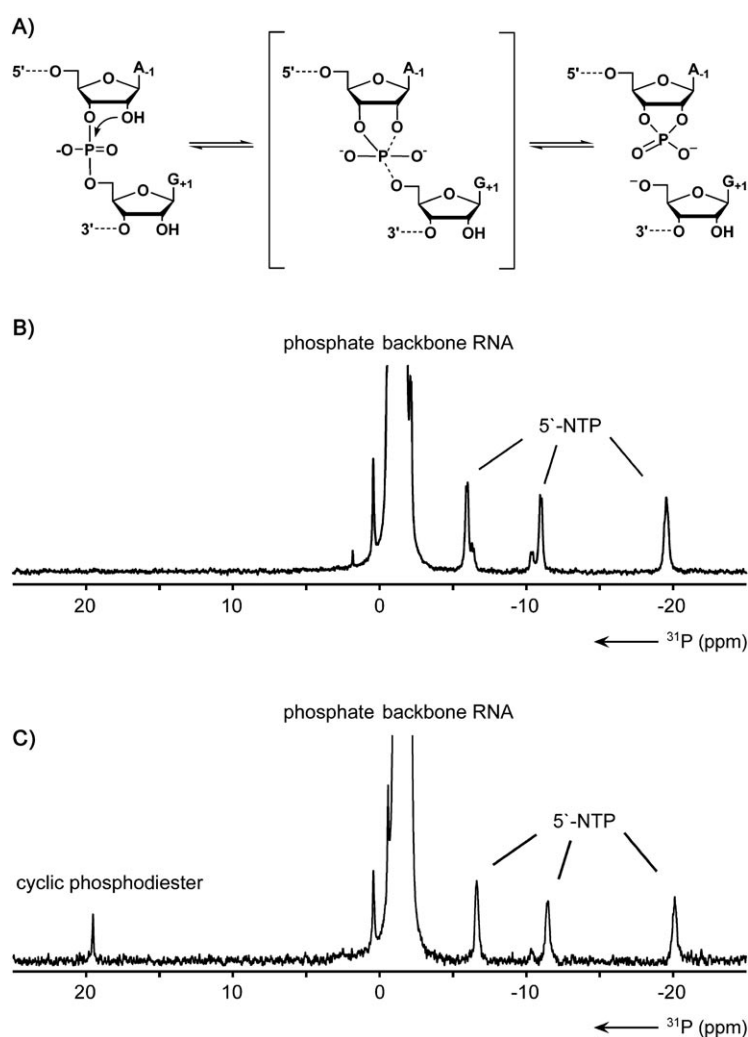 A)
5' O O A-1
O OH
-O P =O
O O G+1
3' O OH
5' O O A-1
O O
-O P O-
O O G+1
3' O OH
5' O O A-1
O O
P
O O−
−O O G+1
3' O OH
B)
phosphate backbone RNA
5`-NTP
20 10 0 -10 -20
31P (ppm)
C)
phosphate backbone RNA
5`-NTP
cyclic phosphodiester
20 10 0 -10 -20
31P (ppm)